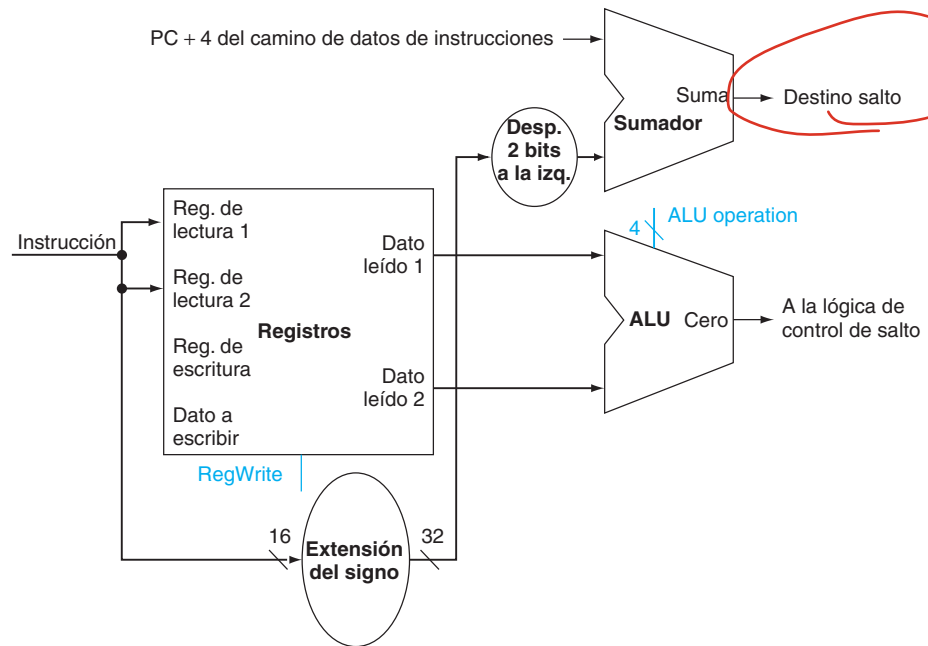 PC + 4 del camino de datos de instrucciones
Suma
Sumador
Destino salto
Desp.
2 bits
a la izq.
ALU operation
4
Instrucción
Reg. de
lectura 1
Reg. de
lectura 2
Reg. de
escritura
Dato a
escribir
Registros
Dato
leído 1
Dato
leído 2
ALU
Cero
A la lógica de
control de salto
RegWrite
16
Extensión
del signo
32